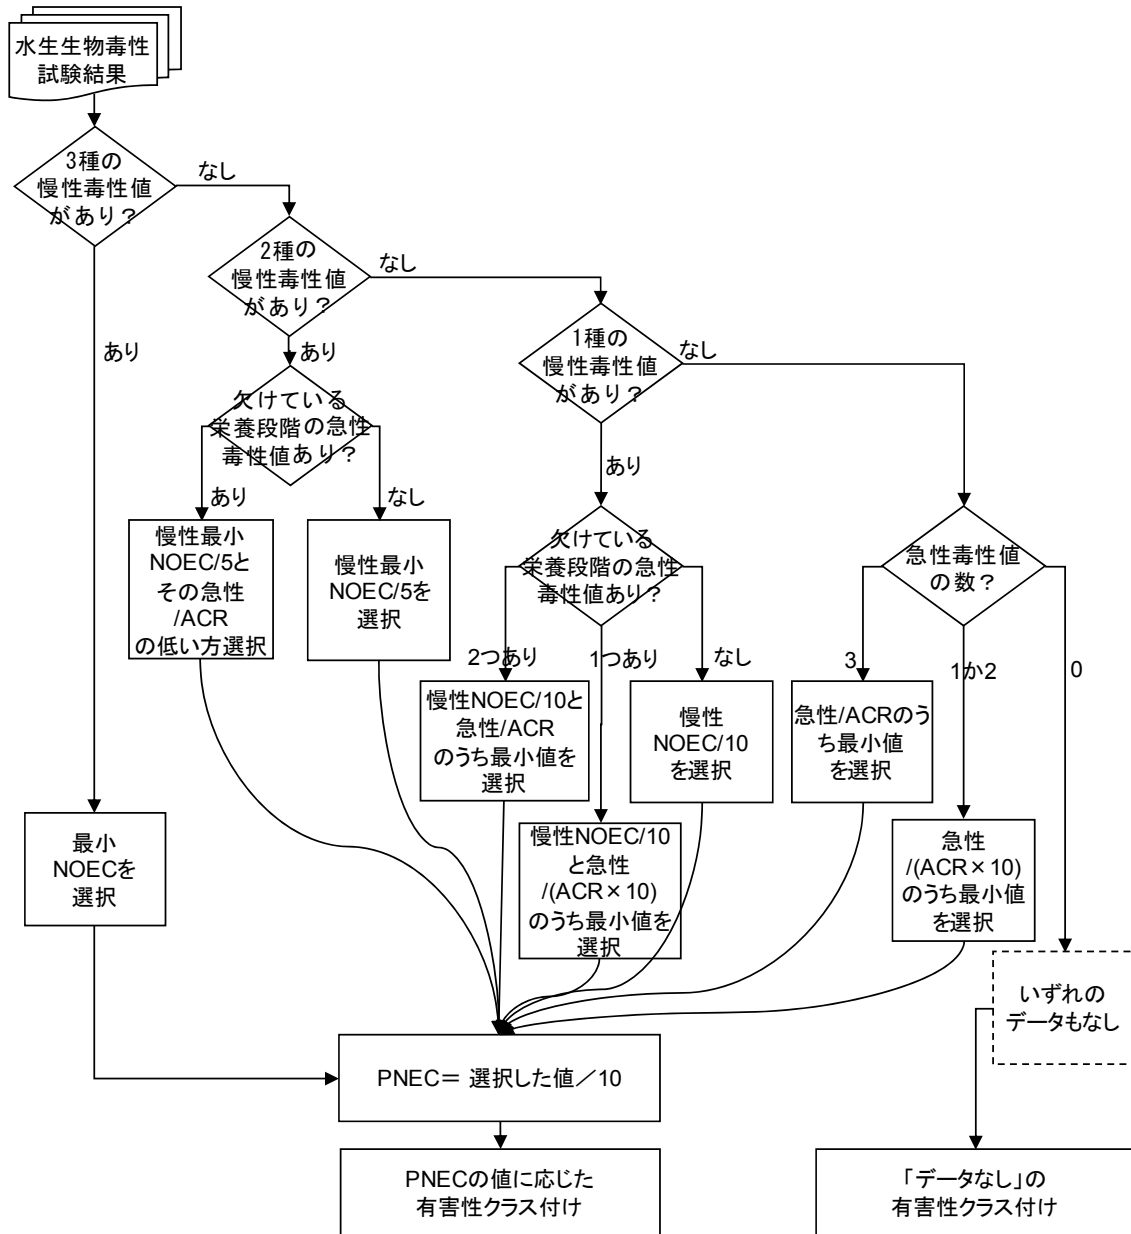 水生生物毒性
試験結果
3種の
慢性毒性値
があり？
なし
あり
2種の
慢性毒性値
があり？
なし
あり
1種の
慢性毒性値
があり？
なし
あり
欠けている
栄養段階の急性
毒性値あり？
あり
なし
慢性最小
NOEC/5と
その急性
/ACR
の低い方選択
慢性最小
NOEC/5を
選択
欠けている
栄養段階の急性
毒性値あり？
2つあり
1つあり
なし
急性毒性値
の数？
3
1か2
0
慢性NOEC/10と
急性/ACR
のうち最小値を
選択
慢性
NOEC/10
を選択
急性/ACRのう
ち最小値
を選択
最小
NOECを
選択
慢性NOEC/10
と急性
/(ACR×10)
のうち最小値を
選択
急性
/(ACR×10)
のうち最小値
を選択
いずれの
データもなし
PNEC＝ 選択した値／10
PNECの値に応じた
有害性クラス付け
「データなし」の
有害性クラス付け